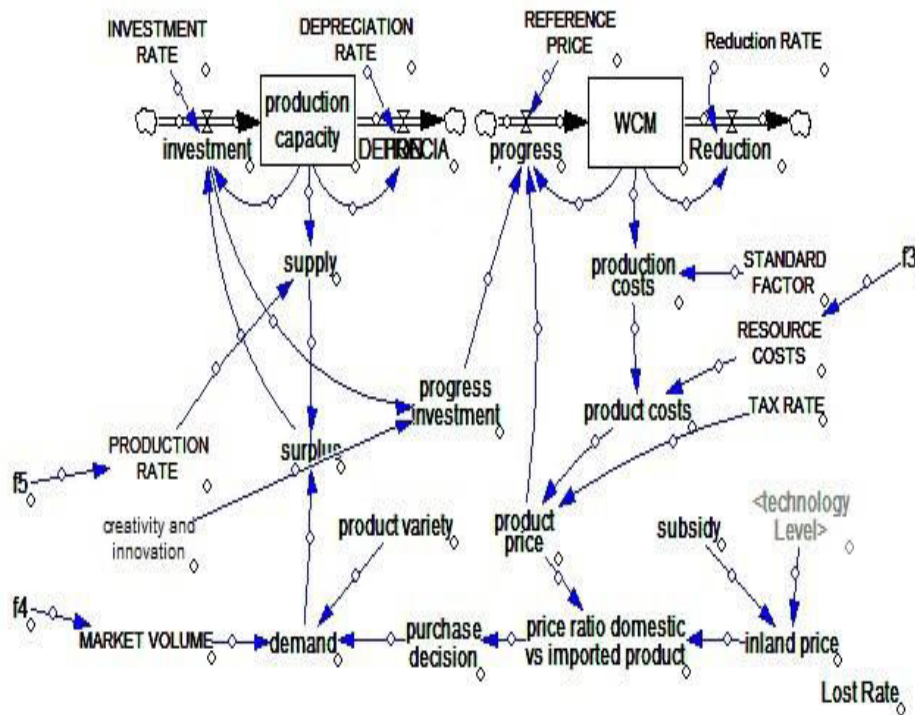 INVESTMENT
RATE
DEPRECIATION
RATE
REFERENCE
PRICE
Reduction RATE
production
capacity
WCM
investment
progress
Reduction
supply
production
costs
STANDARD
FACTOR
f3
RESOURCE
COSTS
progress
investment
product costs
TAX RATE
PRODUCTION
RATE
surplus
f5
creativity and
innovation
product variety
product
price
subsidy
<technology
Level>
f4
MARKET VOLUME
demand
purchase
decision
price ratio domestic
vs imported product
inland price
Lost Rate